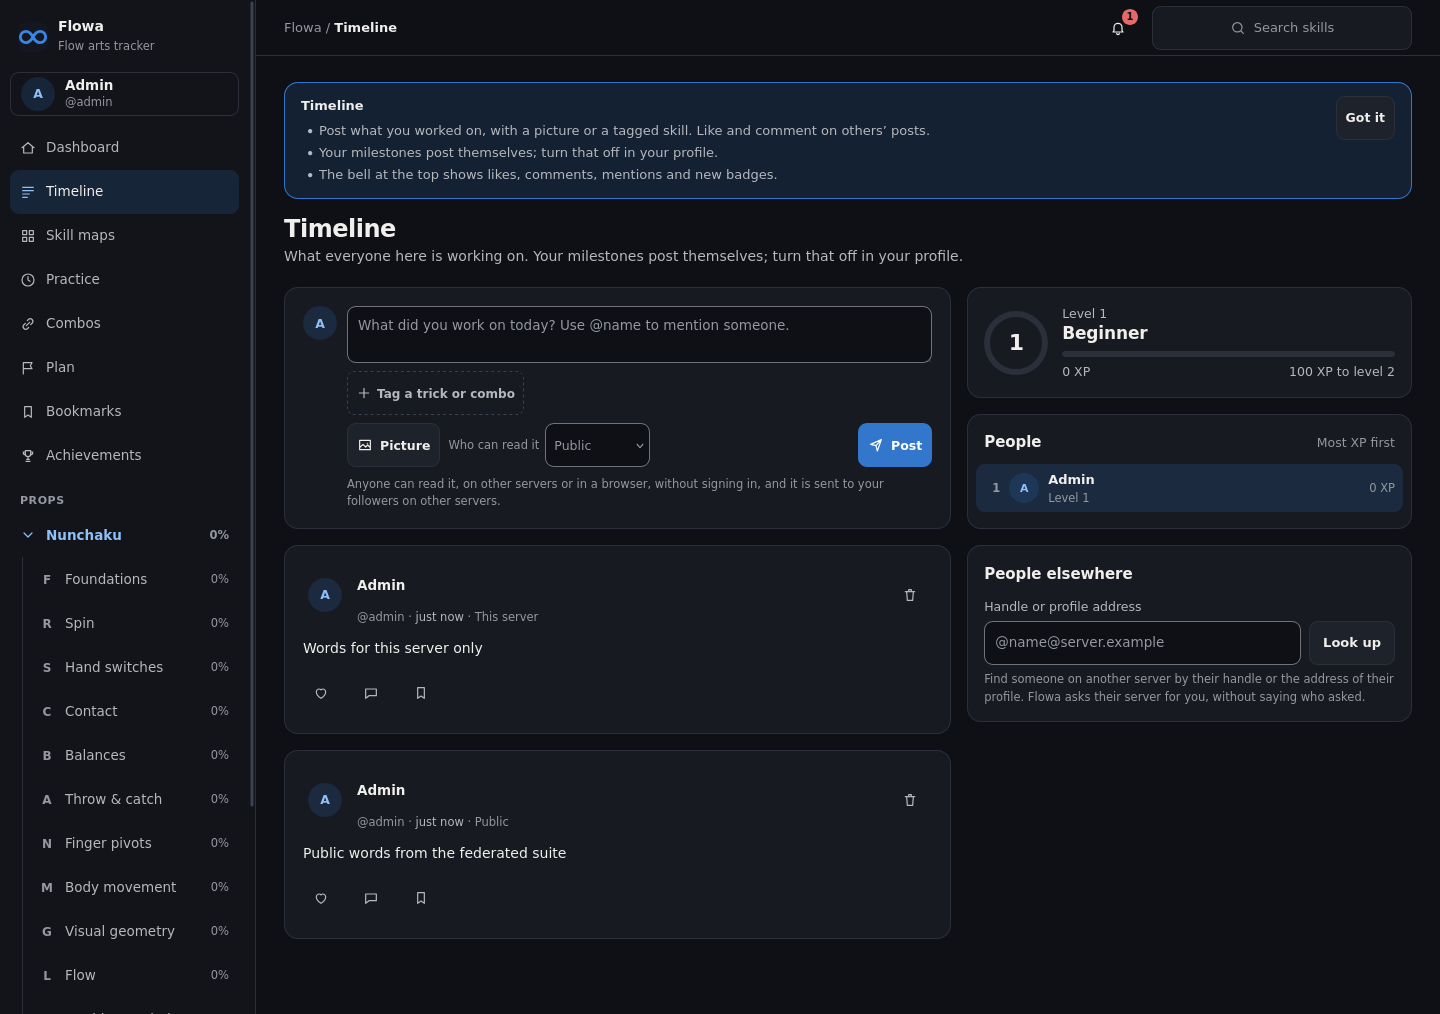 Flowa
Flow arts tracker
A
Admin
@admin
Dashboard
Timeline
Skill maps
Practice
Combos
Plan
Bookmarks
Achievements
PROPS
Nunchaku 0%
F Foundations 0%
R Spin 0%
S Hand switches 0%
C Contact 0%
B Balances 0%
A Throw & catch 0%
N Finger pivots 0%
M Body movement 0%
G Visual geometry 0%
L Flow 0%
Flowa / Timeline
1
Search skills
Timeline
• Post what you worked on, with a picture or a tagged skill. Like and comment on others’ posts.
• Your milestones post themselves; turn that off in your profile.
• The bell at the top shows likes, comments, mentions and new badges.
Got it
Timeline
What everyone here is working on. Your milestones post themselves; turn that off in your profile.
A
What did you work on today? Use @name to mention someone.
Tag a trick or combo
Picture
Who can read it
Public
Post
Anyone can read it, on other servers or in a browser, without signing in, and it is sent to your
followers on other servers.
A
Admin
@admin · just now · This server
Words for this server only
A
Admin
@admin · just now · Public
Public words from the federated suite
1
Level 1
Beginner
0 XP
100 XP to level 2
People
Most XP first
1 A
Admin
Level 1
0 XP
People elsewhere
Handle or profile address
@name@server.example
Look up
Find someone on another server by their handle or the address of their
profile. Flowa asks their server for you, without saying who asked.